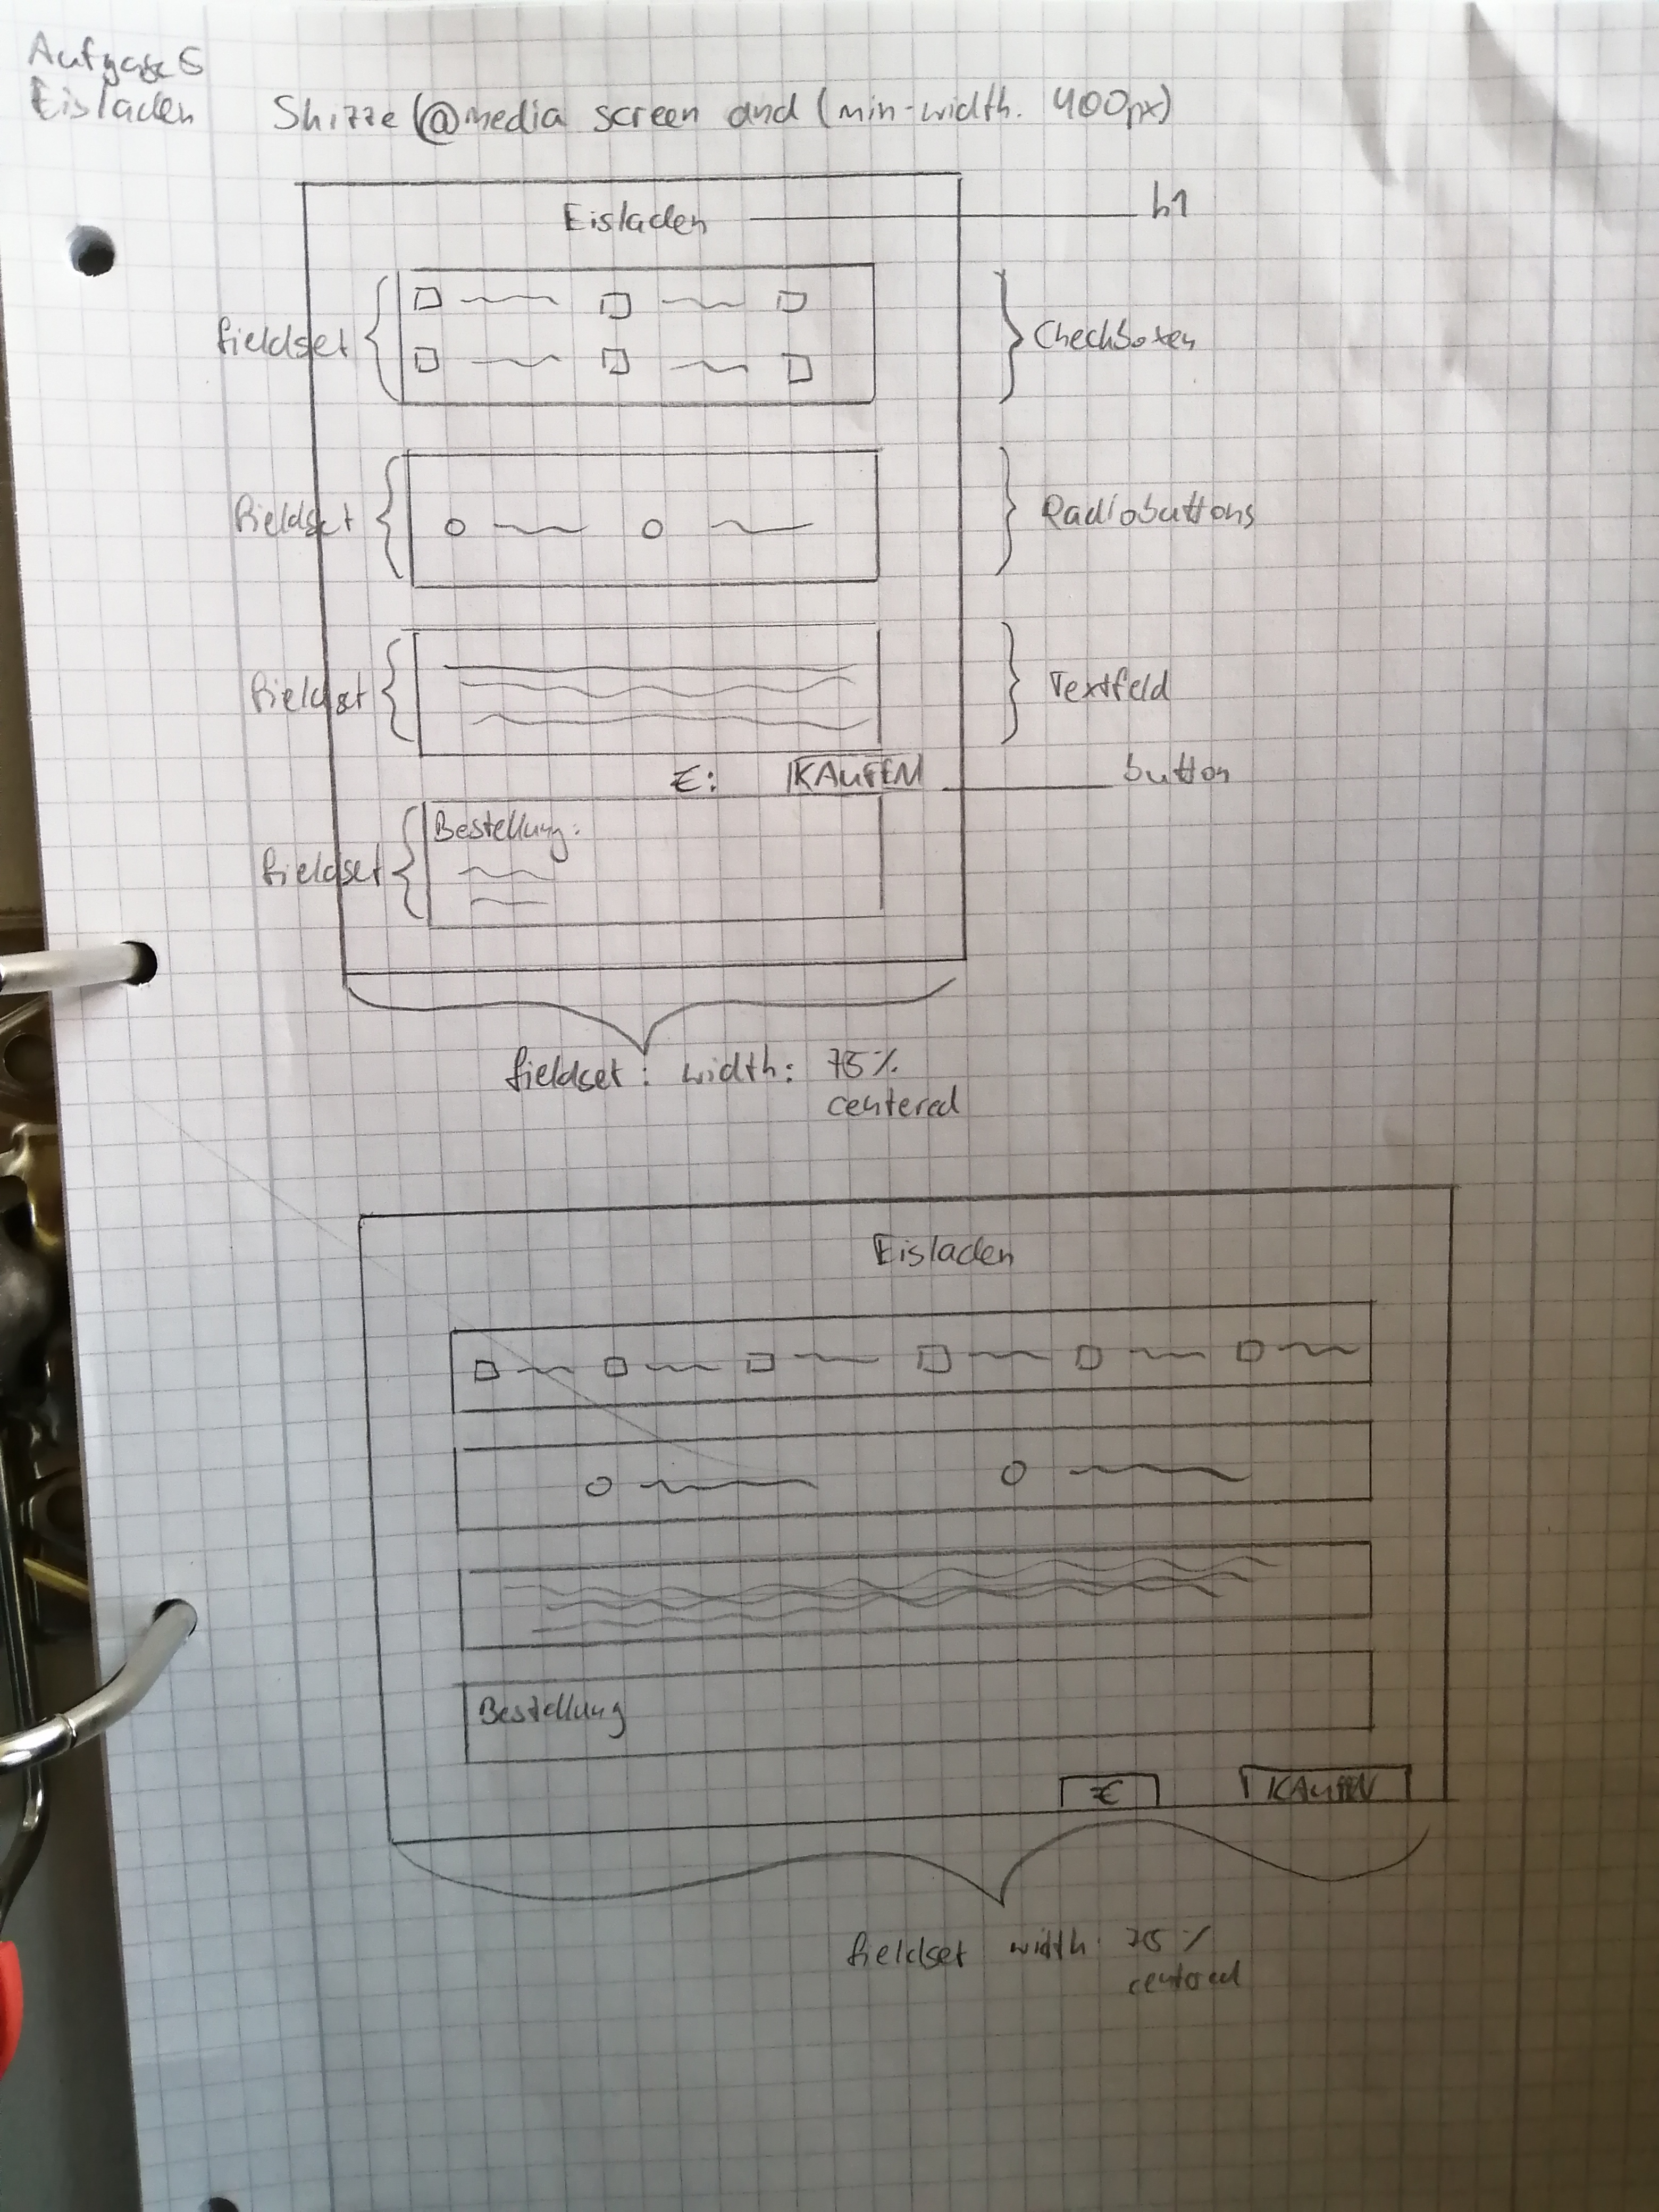 Aufgabe 5
Eisladen
Skizze (@media screen and (min-width: 400px)
Eisladen
h1
fieldset
Checkboxen
fieldset
Radiobuttons
fieldset
Textfeld
€:
KAUFEN
button
fieldset
Bestellung:
fieldset: width: 75%
centered
Eisladen
Bestellung
€
KAUFEN
fieldset width: 75%
centered